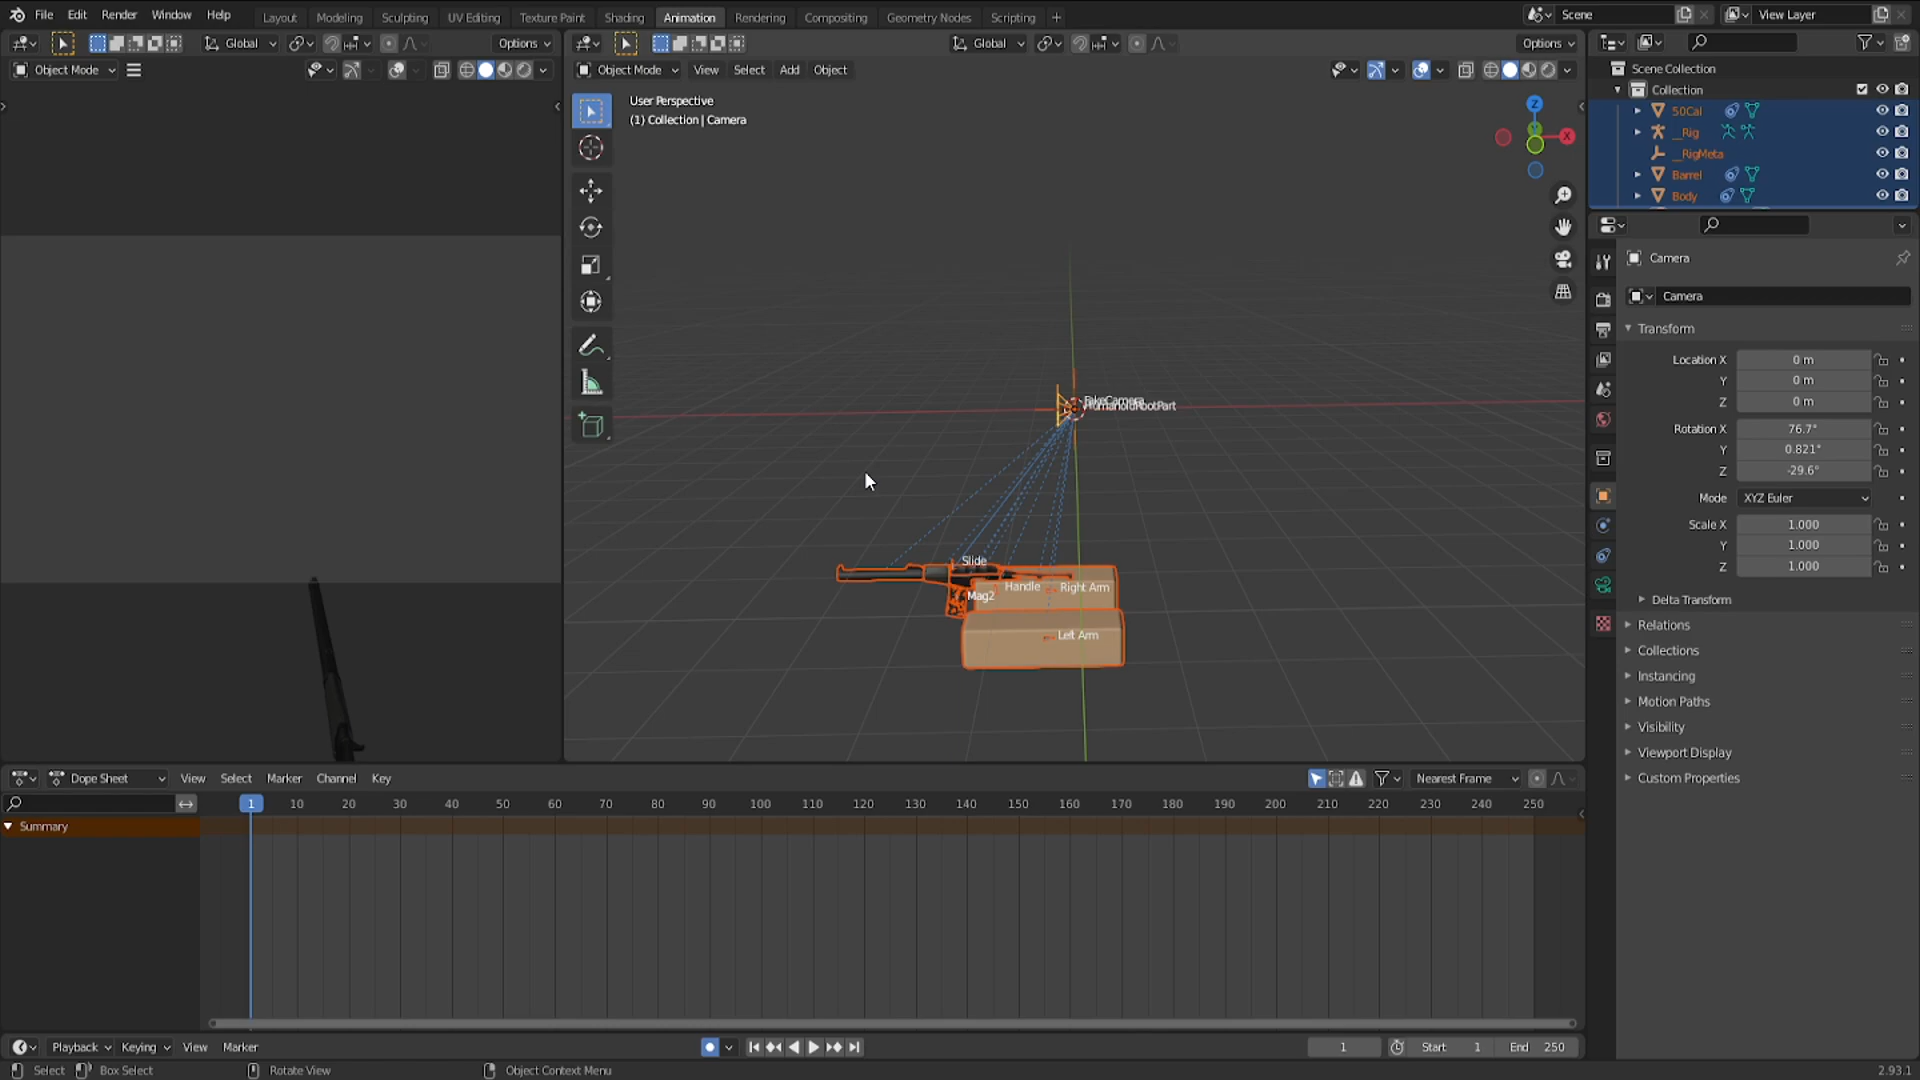 File Edit Render Window Help Layout Modeling Sculpting UV Editing Texture Paint Shading Animation Rendering Compositing Geometry Nodes Scripting + Scene View Layer
Global Options Global Options
Object Mode Object Mode View Select Add Object
User Perspective
(1) Collection | Camera
Z
X
Slide
Handle Right Arm
Mag2
Left Arm
Scene Collection
Collection
50Cal
__Rig
__RigMeta
Barrel
Body
Camera
Camera
Transform
Location X 0 m
Y 0 m
Z 0 m
Rotation X 76.7°
Y 0.821°
Z -29.6°
Mode XYZ Euler
Scale X 1.000
Y 1.000
Z 1.000
Delta Transform
Relations
Collections
Instancing
Motion Paths
Visibility
Viewport Display
Custom Properties
Dope Sheet View Select Marker Channel Key Nearest Frame
1 10 20 30 40 50 60 70 80 90 100 110 120 130 140 150 160 170 180 190 200 210 220 230 240 250
Summary
Playback Keying View Marker 1 Start 1 End 250
Select Box Select Rotate View Object Context Menu 2.93.1